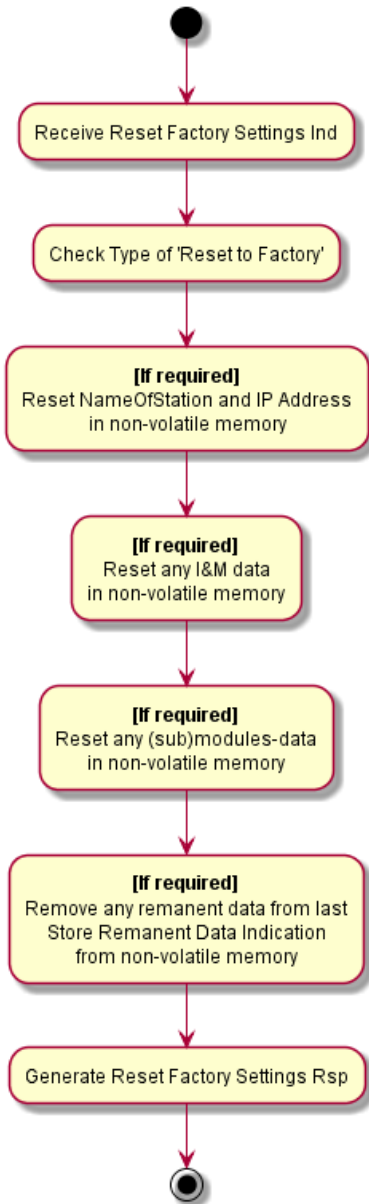 Receive Reset Factory Settings Ind
Check Type of 'Reset to Factory'
[If required]
Reset NameOfStation and IP Address
in non-volatile memory
[If required]
Reset any I&M data
in non-volatile memory
[If required]
Reset any (sub)modules-data
in non-volatile memory
[If required]
Remove any remanent data from last
Store Remanent Data Indication
from non-volatile memory
Generate Reset Factory Settings Rsp